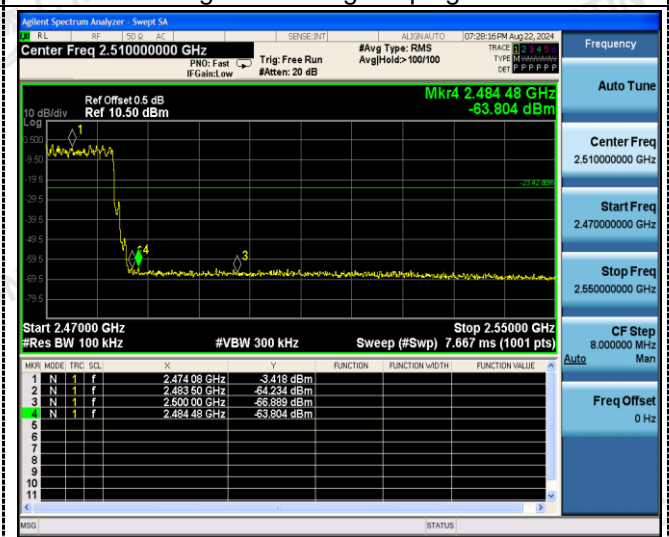 Agilent Spectrum Analyzer - Swept SA
RL RF 50 Ω AC SENSE:INT ALIGNAUTO 07:28:16 PM Aug 22, 2024
Center Freq 2.510000000 GHz #Avg Type: RMS TRACE 1 2 3 4 5 6
PNO: Fast Trig: Free Run Avg|Hold:> 100/100 TYPE M
IFGain:Low #Atten: 20 dB DET P P P P P P
Mkr4 2.484 48 GHz
-63.804 dBm
Ref Offset 0.5 dB
10 dB/div Ref 10.50 dBm
Log
0.500
-9.50
-19.5
-29.5
-39.5
-49.5
-59.5
-69.5
-79.5
1
4
3
-23.42 dBm
Start 2.47000 GHz Stop 2.55000 GHz
#Res BW 100 kHz #VBW 300 kHz Sweep (#Swp) 7.667 ms (1001 pts)
MKR MODE TRC SCL X Y FUNCTION FUNCTION WIDTH FUNCTION VALUE
1 N 1 f 2.474 08 GHz -3.418 dBm
2 N 1 f 2.483 50 GHz -64.234 dBm
3 N 1 f 2.500 00 GHz -66.889 dBm
4 N 1 f 2.484 48 GHz -63.804 dBm
5
6
7
8
9
10
11
MSG STATUS
Frequency
Auto Tune
Center Freq
2.510000000 GHz
Start Freq
2.470000000 GHz
Stop Freq
2.550000000 GHz
CF Step
8.000000 MHz
Auto Man
Freq Offset
0 Hz